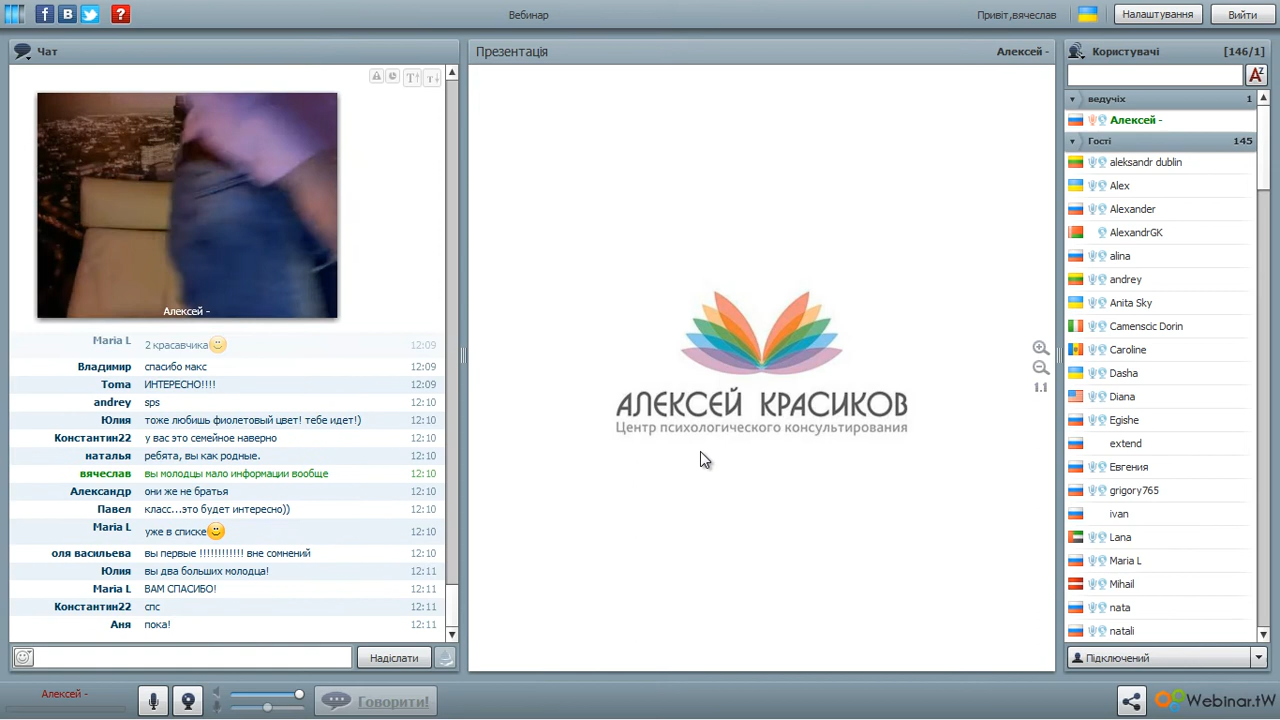 f В ? Вебинар Привіт,вячеслав Налаштування Вийти
Чат
T T
Алексей -
Maria L 2 красавчика 12:09
Владимир спасибо макс 12:09
Toma ИНТЕРЕСНО!!!! 12:09
andrey sps 12:10
Юлия тоже любишь фиолетовый цвет! тебе идет!) 12:10
Константин22 у вас это семейное наверно 12:10
наталья ребята, вы как родные. 12:10
вячеслав вы молодцы мало информации вообще 12:10
Александр они же не братья 12:10
Павел класс...это будет интересно)) 12:10
Maria L уже в списке 12:10
оля васильева вы первые !!!!!!!!!!!! вне сомнений 12:10
Юлия вы два больших молодца! 12:11
Maria L ВАМ СПАСИБО! 12:11
Константин22 спс 12:11
Аня пока! 12:11
Надіслати
Алексей -
Говорити!
Презентація Алексей -
АЛЕКСЕЙ КРАСИКОВ
Центр психологического консультирования
1.1
Користувачі [146/1]
AZ
ведучіх 1
Алексей -
Гості 145
aleksandr dublin
Alex
Alexander
AlexandrGK
alina
andrey
Anita Sky
Camenscic Dorin
Caroline
Dasha
Diana
Egishe
extend
Евгения
grigory765
ivan
Lana
Maria L
Mihail
nata
natali
Підключений
Webinar.tW